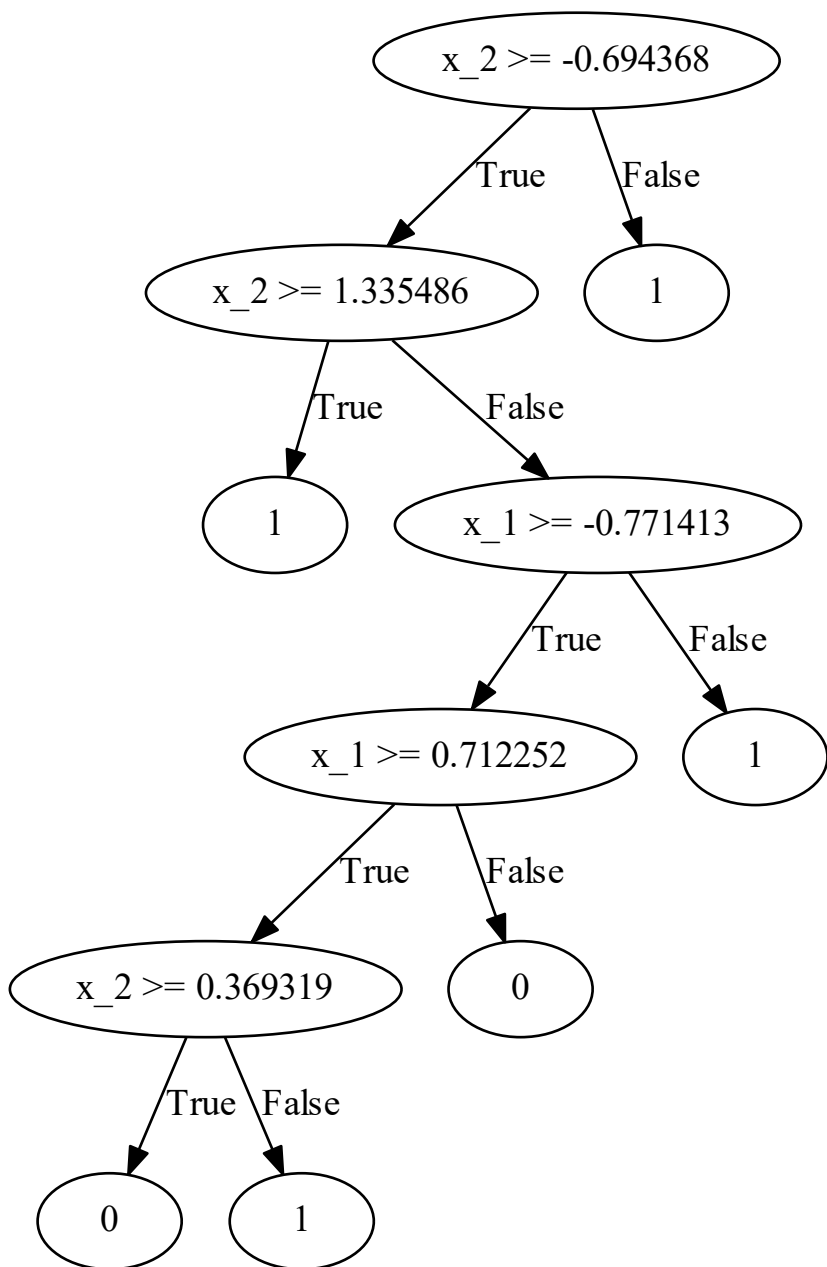 x_2 >= -0.694368
True
False
x_2 >= 1.335486
1
True
False
1
x_1 >= -0.771413
True
False
x_1 >= 0.712252
1
True
False
x_2 >= 0.369319
0
True
False
0
1